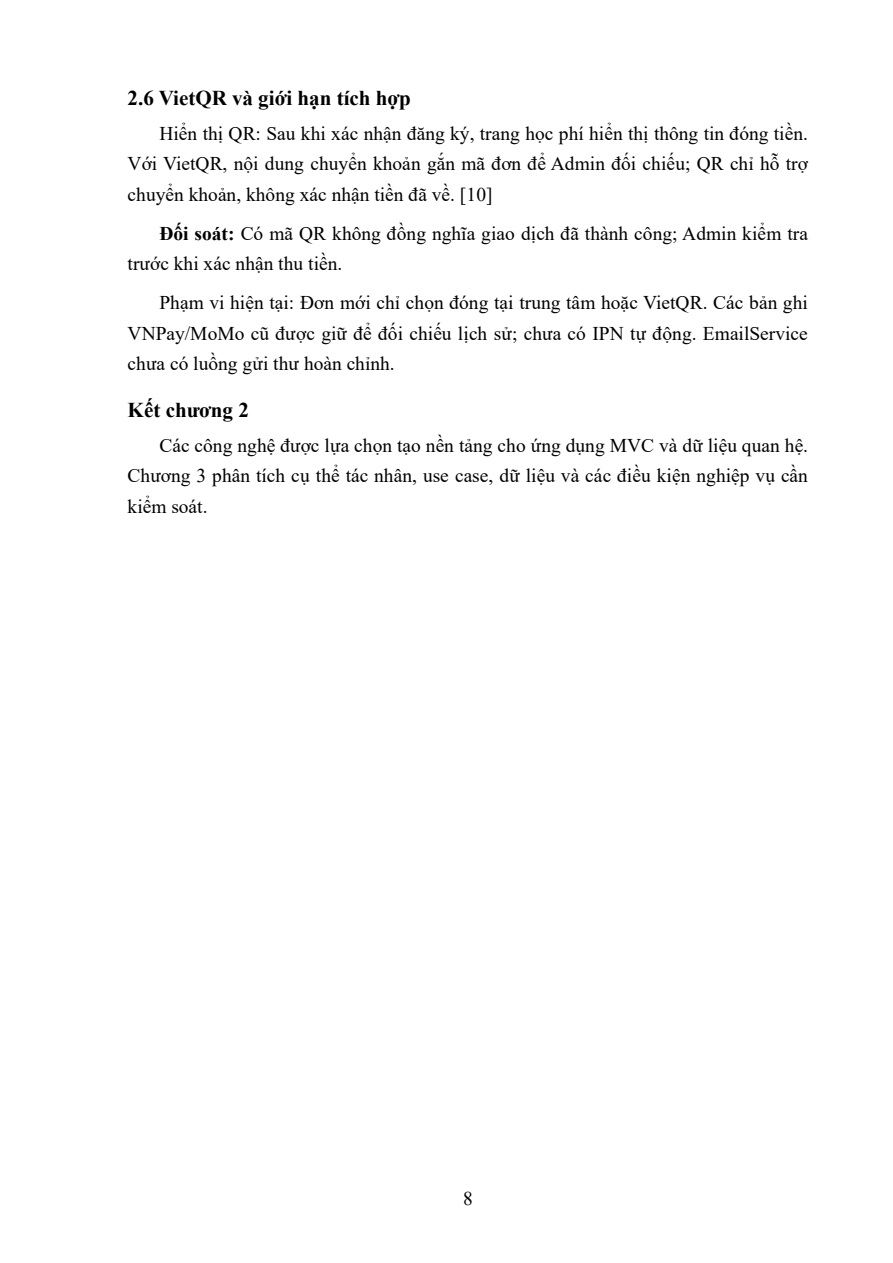 2.6 VietQR và giới hạn tích hợp
Hiển thị QR: Sau khi xác nhận đăng ký, trang học phí hiển thị thông tin đóng tiền.
Với VietQR, nội dung chuyển khoản gắn mã đơn để Admin đối chiếu; QR chỉ hỗ trợ
chuyển khoản, không xác nhận tiền đã về. [10]
Đối soát: Có mã QR không đồng nghĩa giao dịch đã thành công; Admin kiểm tra
trước khi xác nhận thu tiền.
Phạm vi hiện tại: Đơn mới chỉ chọn đóng tại trung tâm hoặc VietQR. Các bản ghi
VNPay/MoMo cũ được giữ để đối chiếu lịch sử; chưa có IPN tự động. EmailService
chưa có luồng gửi thư hoàn chỉnh.
Kết chương 2
Các công nghệ được lựa chọn tạo nền tảng cho ứng dụng MVC và dữ liệu quan hệ.
Chương 3 phân tích cụ thể tác nhân, use case, dữ liệu và các điều kiện nghiệp vụ cần
kiểm soát.
8